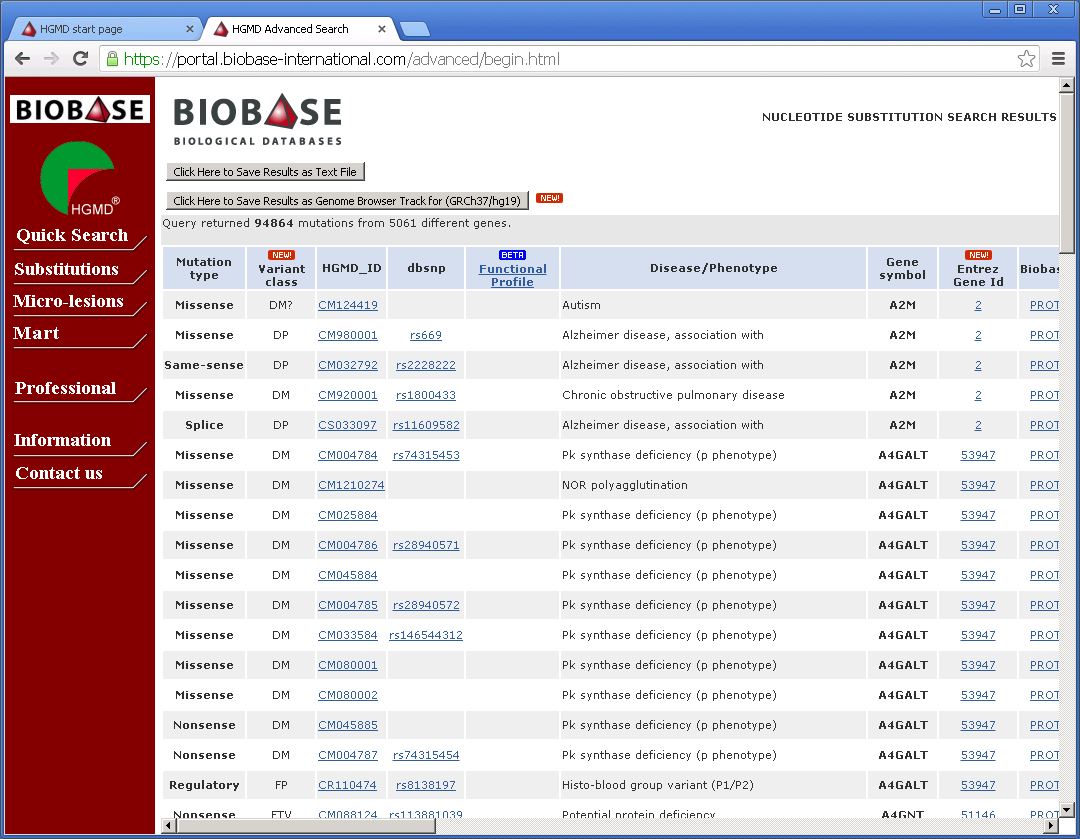 HGMD start page
HGMD Advanced Search
https://portal.biobase-international.com/advanced/begin.html
BIOBASE
HGMD®
Quick Search
Substitutions
Micro-lesions
Mart
Professional
Information
Contact us
BIOBASE
BIOLOGICAL DATABASES
NUCLEOTIDE SUBSTITUTION SEARCH RESULTS
Click Here to Save Results as Text File
Click Here to Save Results as Genome Browser Track for (GRCh37/hg19) NEW!
Query returned 94864 mutations from 5061 different genes.
Mutation type NEW! Variant class HGMD_ID dbsnp BETA Functional Profile Disease/Phenotype Gene symbol NEW! Entrez Gene Id Biobas
Missense DM? CM124419 Autism A2M 2 PROT
Missense DP CM980001 rs669 Alzheimer disease, association with A2M 2 PROT
Same-sense DP CM032792 rs2228222 Alzheimer disease, association with A2M 2 PROT
Missense DM CM920001 rs1800433 Chronic obstructive pulmonary disease A2M 2 PROT
Splice DP CS033097 rs11609582 Alzheimer disease, association with A2M 2 PROT
Missense DM CM004784 rs74315453 Pk synthase deficiency (p phenotype) A4GALT 53947 PROT
Missense DM CM1210274 NOR polyagglutination A4GALT 53947 PROT
Missense DM CM025884 Pk synthase deficiency (p phenotype) A4GALT 53947 PROT
Missense DM CM004786 rs28940571 Pk synthase deficiency (p phenotype) A4GALT 53947 PROT
Missense DM CM045884 Pk synthase deficiency (p phenotype) A4GALT 53947 PROT
Missense DM CM004785 rs28940572 Pk synthase deficiency (p phenotype) A4GALT 53947 PROT
Missense DM CM033584 rs146544312 Pk synthase deficiency (p phenotype) A4GALT 53947 PROT
Missense DM CM080001 Pk synthase deficiency (p phenotype) A4GALT 53947 PROT
Missense DM CM080002 Pk synthase deficiency (p phenotype) A4GALT 53947 PROT
Nonsense DM CM045885 Pk synthase deficiency (p phenotype) A4GALT 53947 PROT
Nonsense DM CM004787 rs74315454 Pk synthase deficiency (p phenotype) A4GALT 53947 PROT
Regulatory FP CR110474 rs8138197 Histo-blood group variant (P1/P2) A4GALT 53947 PROT
Nonsense FTV CM088124 rs113881039 Potential protein deficiency A4GNT 51146 PROT